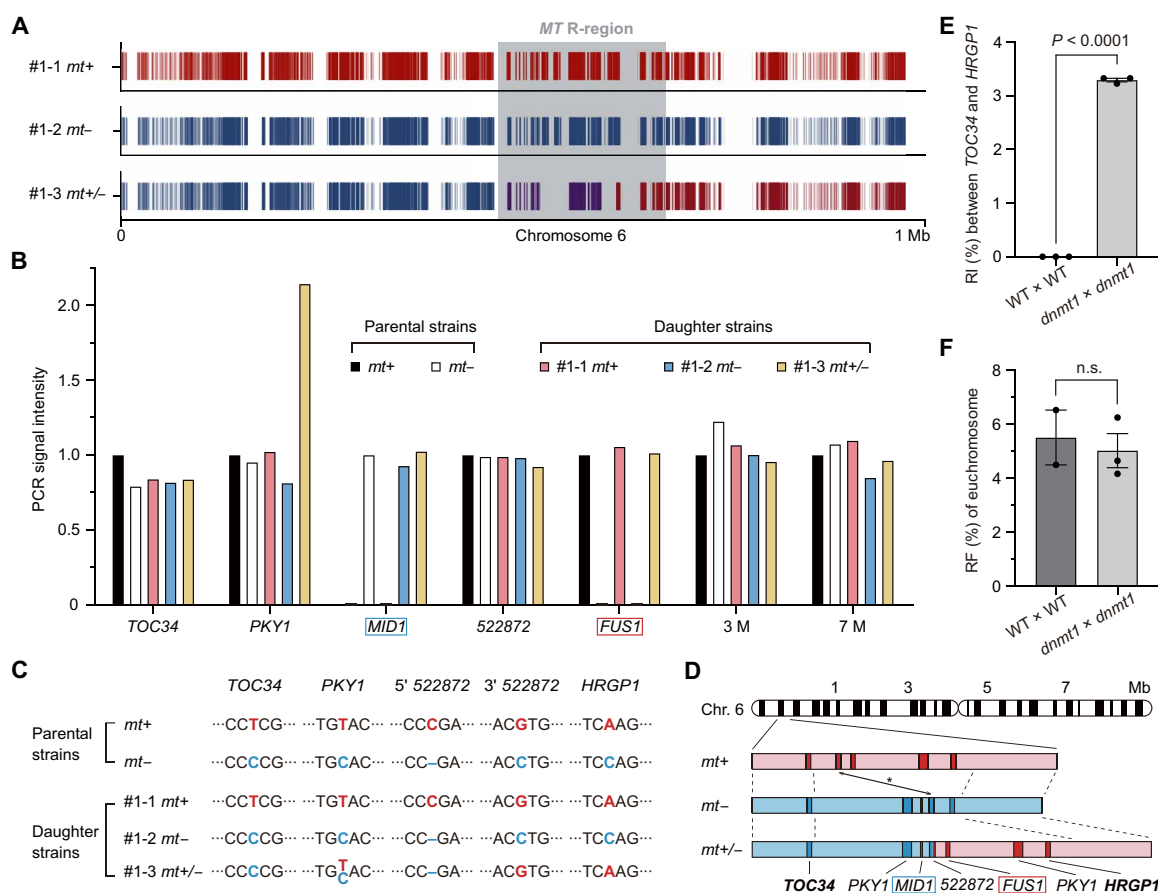 A
MT R-region
#1-1 mt+
#1-2 mt–
#1-3 mt+/–
0
Chromosome 6
1 Mb
B
PCR signal intensity
2.0
1.5
1.0
0.5
0
Parental strains
Daughter strains
mt+
mt–
#1-1 mt+
#1-2 mt–
#1-3 mt+/–
TOC34
PKY1
MID1
522872
FUS1
3 M
7 M
C
TOC34 PKY1 5' 522872 3' 522872 HRGP1
Parental strains
mt+ ···CCTCG··· ···TGTAC··· ···CCCGA··· ···ACGTG··· ···TCAAG···
mt– ···CCCCG··· ···TGCAC··· ···CC–GA··· ···ACCTG··· ···TCCAG···
Daughter strains
#1-1 mt+ ···CCTCG··· ···TGTAC··· ···CCCGA··· ···ACGTG··· ···TCAAG···
#1-2 mt– ···CCCCG··· ···TGCAC··· ···CC–GA··· ···ACCTG··· ···TCCAG···
#1-3 mt+/– ···CCCCG··· ···TGTCAC··· ···CC–GA··· ···ACGTG··· ···TCAAG···
E
RI (%) between TOC34 and HRGP1
P < 0.0001
4
3
2
1
0
WT × WT
dnmt1 × dnmt1
F
RF (%) of euchromosome
n.s.
8
6
4
2
0
WT × WT
dnmt1 × dnmt1
D
1 3 5 7 Mb
Chr. 6
mt+
*
mt–
mt+/–
TOC34 PKY1 MID1 522872 FUS1 PKY1 HRGP1